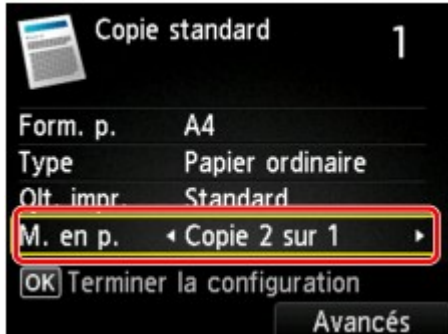 Copie standard
1
Form. p. A4
Type Papier ordinaire
Qlt. impr. Standard
M. en p. Copie 2 sur 1
OK Terminer la configuration
Avancés